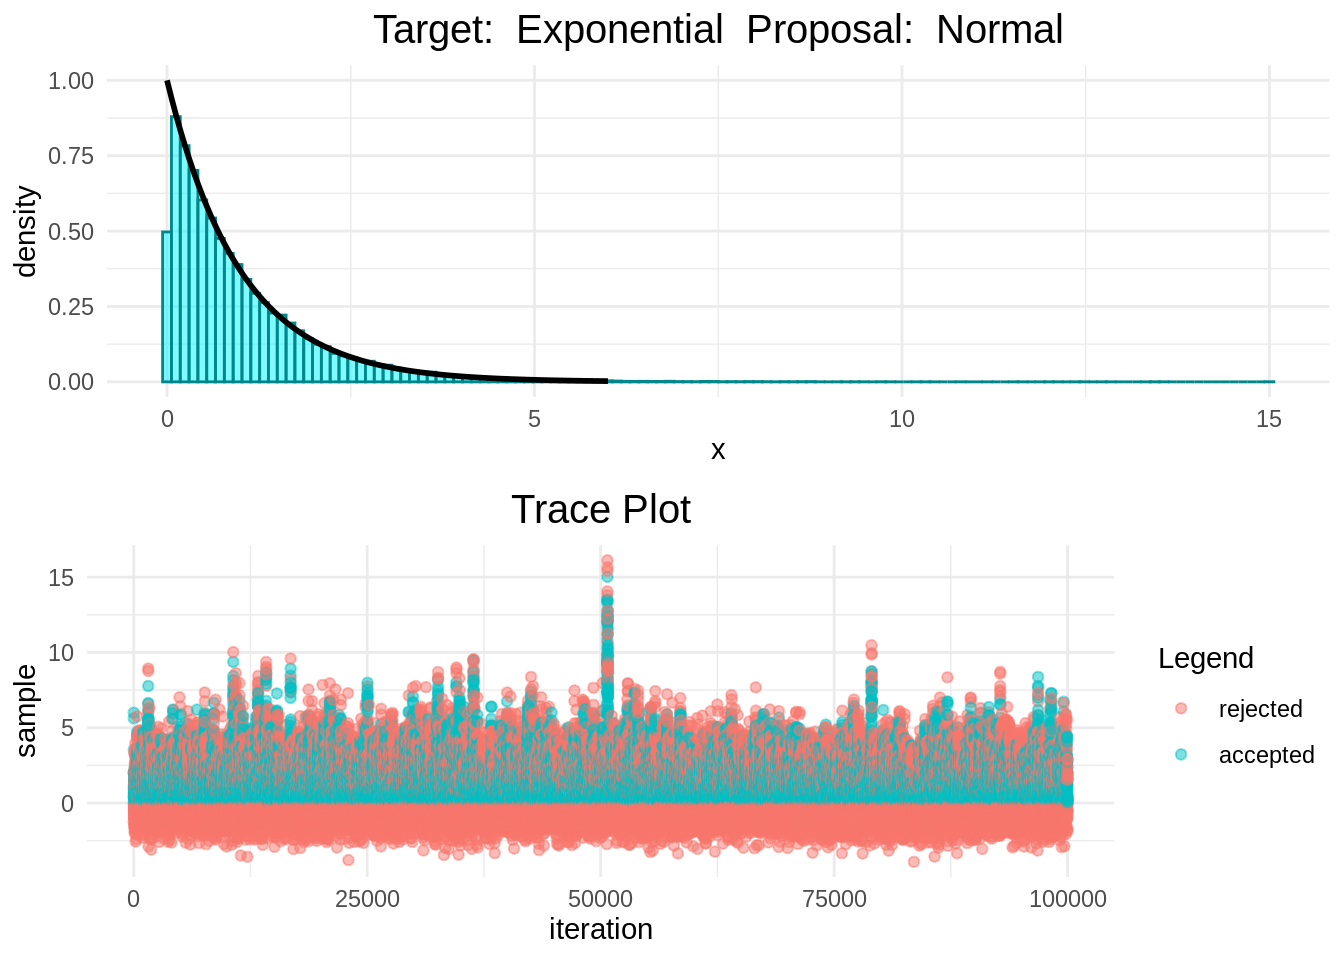 Target:  Exponential  Proposal:  Normal
1.00
0.75
0.50
0.25
0.00
density
0 5 10 15
x
Trace Plot
15
10
5
0
sample
0 25000 50000 75000 100000
iteration
Legend
rejected
accepted